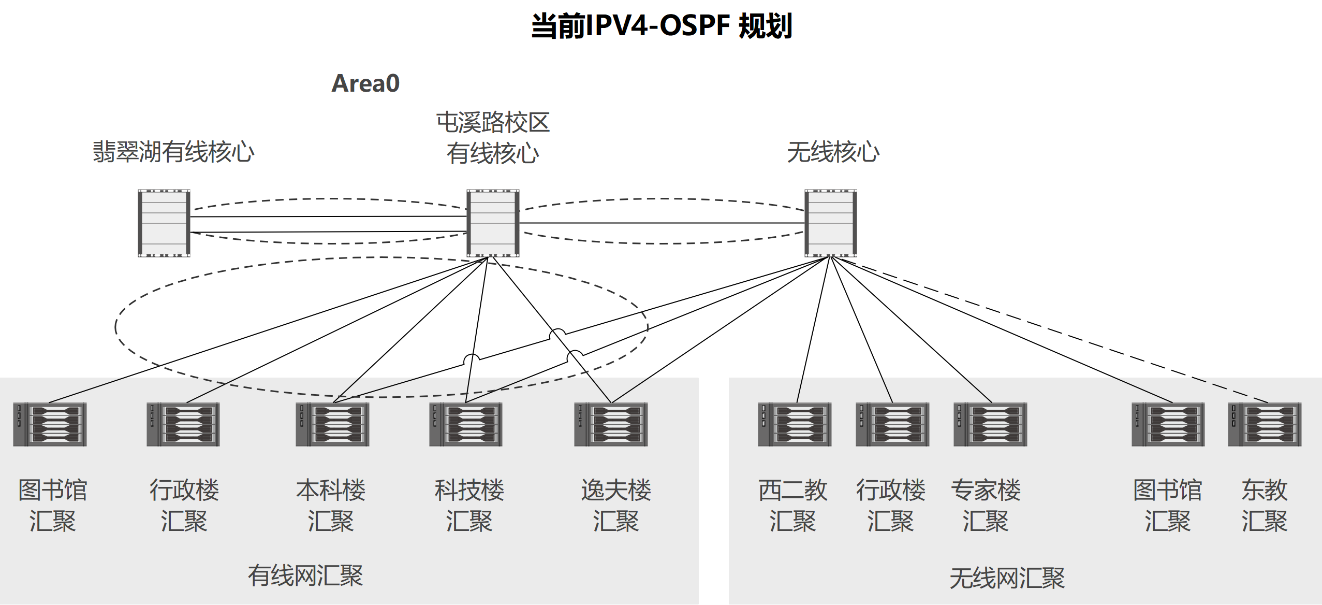 当前IPV4-OSPF 规划
Area0
翡翠湖有线核心
屯溪路校区
有线核心
无线核心
图书馆
汇聚
行政楼
汇聚
本科楼
汇聚
科技楼
汇聚
逸夫楼
汇聚
西二教
汇聚
行政楼
汇聚
专家楼
汇聚
图书馆
汇聚
东教
汇聚
有线网汇聚
无线网汇聚